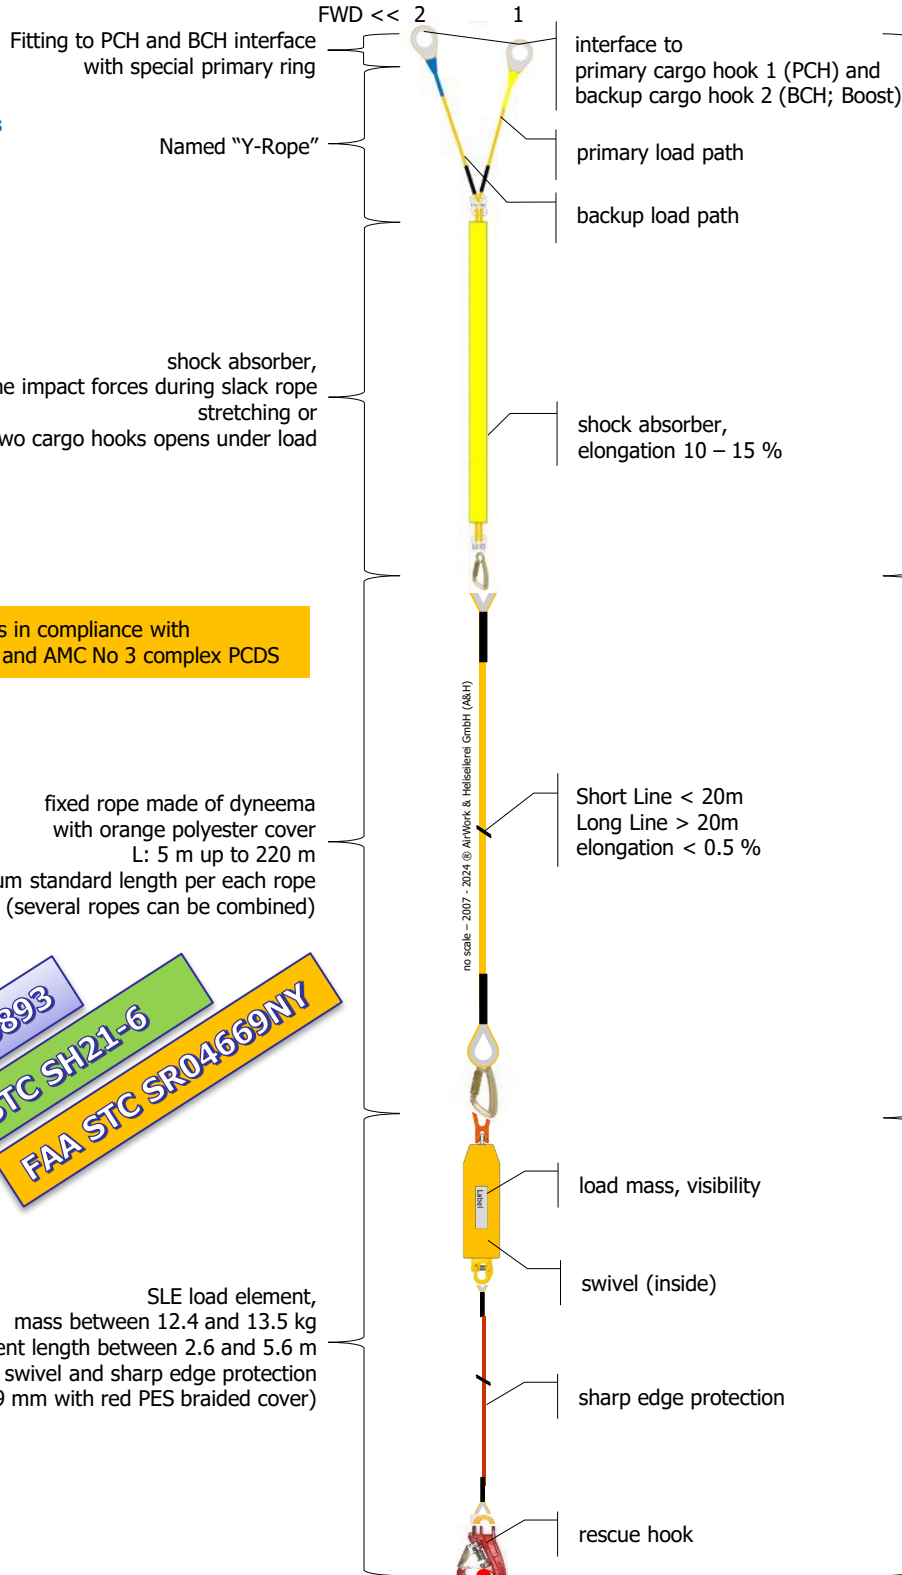 FWD << 2 1
Fitting to PCH and BCH interface
with special primary ring
interface to
primary cargo hook 1 (PCH) and
backup cargo hook 2 (BCH; Boost)
Named “Y-Rope”
primary load path
backup load path
shock absorber,
impact forces during slack rope
stretching or
two cargo hooks opens under load
shock absorber,
elongation 10 – 15 %
in compliance with
and AMC No 3 complex PCDS
no scale – 2007 - 2024 ® AirWork & Heliseilerei GmbH (A&H)
fixed rope made of dyneema
with orange polyester cover
L: 5 m up to 220 m
standard length per each rope
(several ropes can be combined)
Short Line < 20m
Long Line > 20m
elongation < 0.5 %
893
STC SH21-6
FAA STC SR04669NY
Label
load mass, visibility
swivel (inside)
SLE load element,
mass between 12.4 and 13.5 kg
length between 2.6 and 5.6 m
swivel and sharp edge protection
9 mm with red PES braided cover)
sharp edge protection
rescue hook